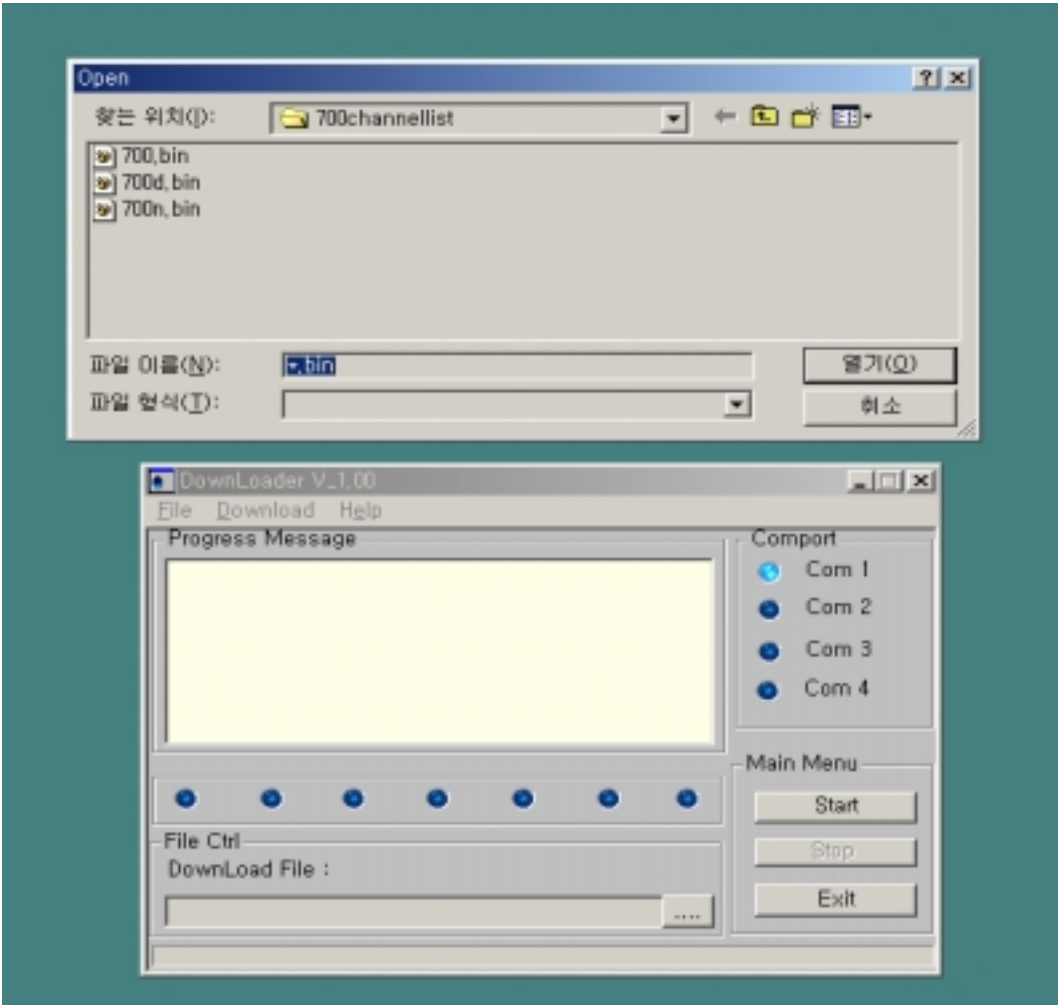 Open
찾는 위치(I):
700channellist
700.bin
700d.bin
700n.bin
파일 이름(N):
*.bin
열기(O)
파일 형식(T):
취소
DownLoader V_1.00
File Download Help
Progress Message
Comport
Com 1
Com 2
Com 3
Com 4
Main Menu
Start
Stop
Exit
File Ctrl
DownLoad File :
....